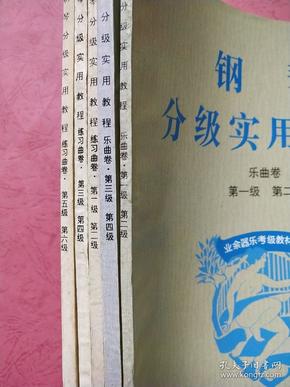 琴分级实用教程 练习曲卷·第五级 第六级
分级实用教程 练习曲卷·第三级 第四级
琴分级实用教程 练习曲卷·第一级 第二级
分级实用教程 乐曲卷·第三级 第四级
分级实用教程 乐曲卷·第一级 第二级
钢
分级实用
乐曲卷
第一级 第二
业余器乐考级教材